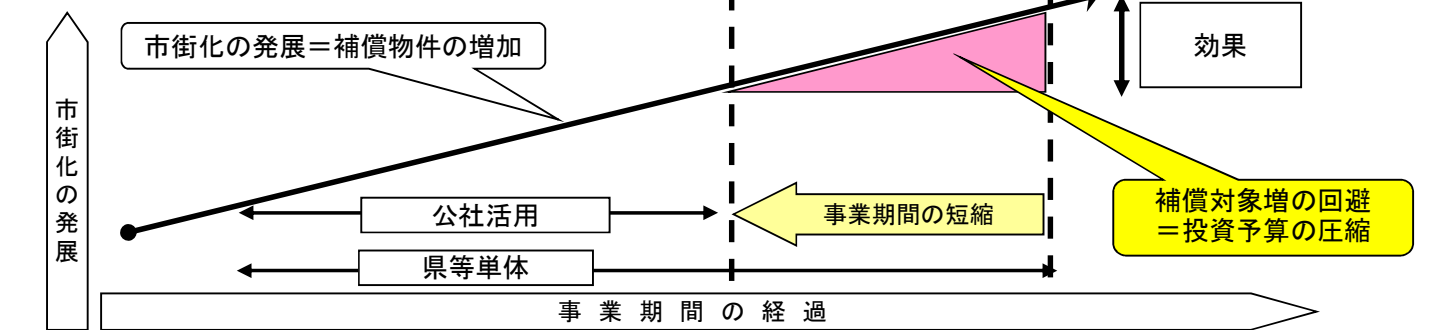 市街化の発展＝補償物件の増加
効果
市街化の発展
補償対象増の回避
＝投資予算の圧縮
公社活用
事業期間の短縮
県等単体
事業期間の経過